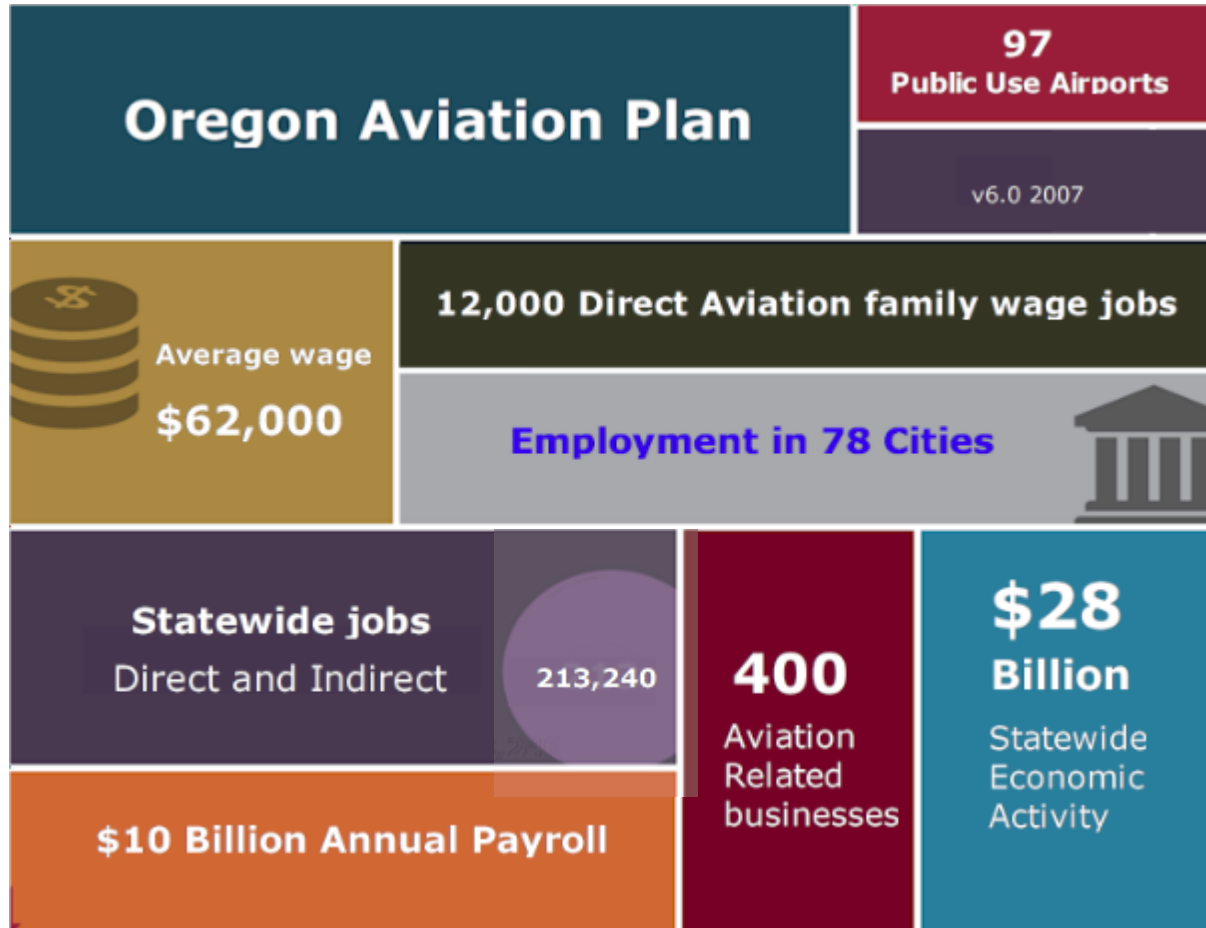 Oregon Aviation Plan
97
Public Use Airports
v6.0 2007
Average wage
$62,000
12,000 Direct Aviation family wage jobs
Employment in 78 Cities
Statewide jobs
Direct and Indirect
213,240
$10 Billion Annual Payroll
400
Aviation
Related
businesses
$28
Billion
Statewide
Economic
Activity